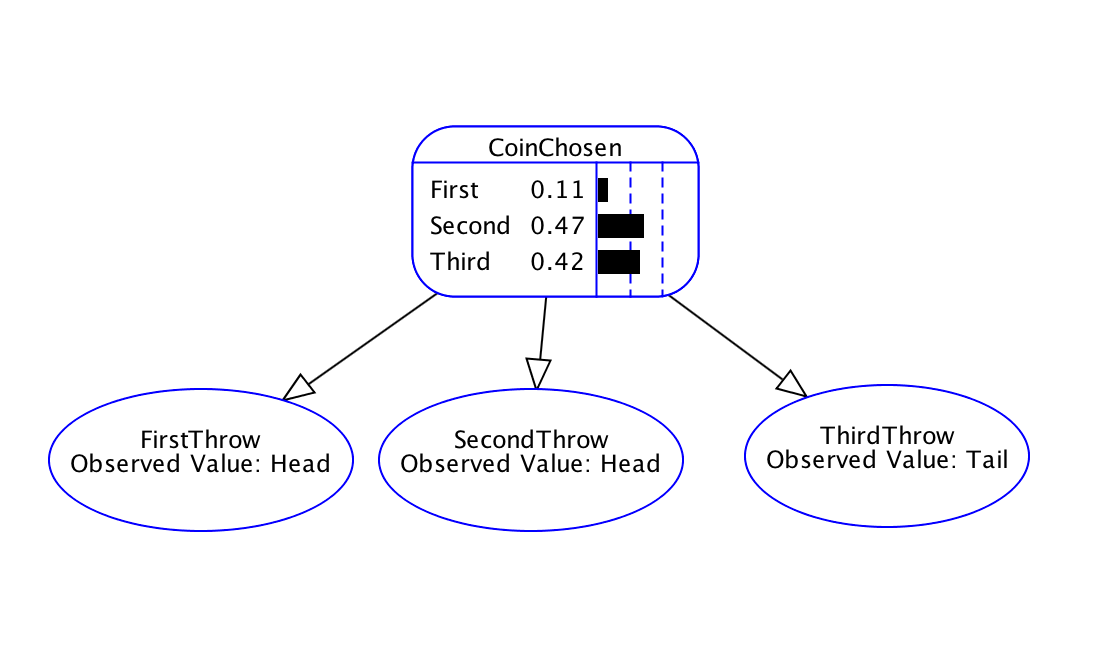 CoinChosen
First 0.11
Second 0.47
Third 0.42
FirstThrow
Observed Value: Head
SecondThrow
Observed Value: Head
ThirdThrow
Observed Value: Tail